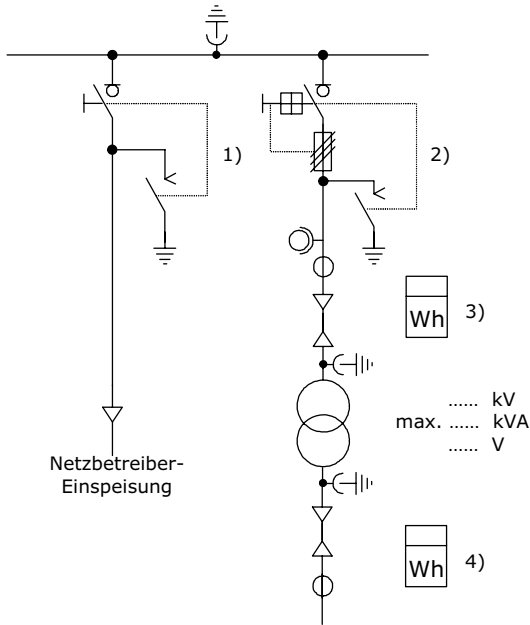 1)
2)
Wh
3)
...... kV
max. ...... kVA
...... V
Netzbetreiber-
Einspeisung
Wh
4)